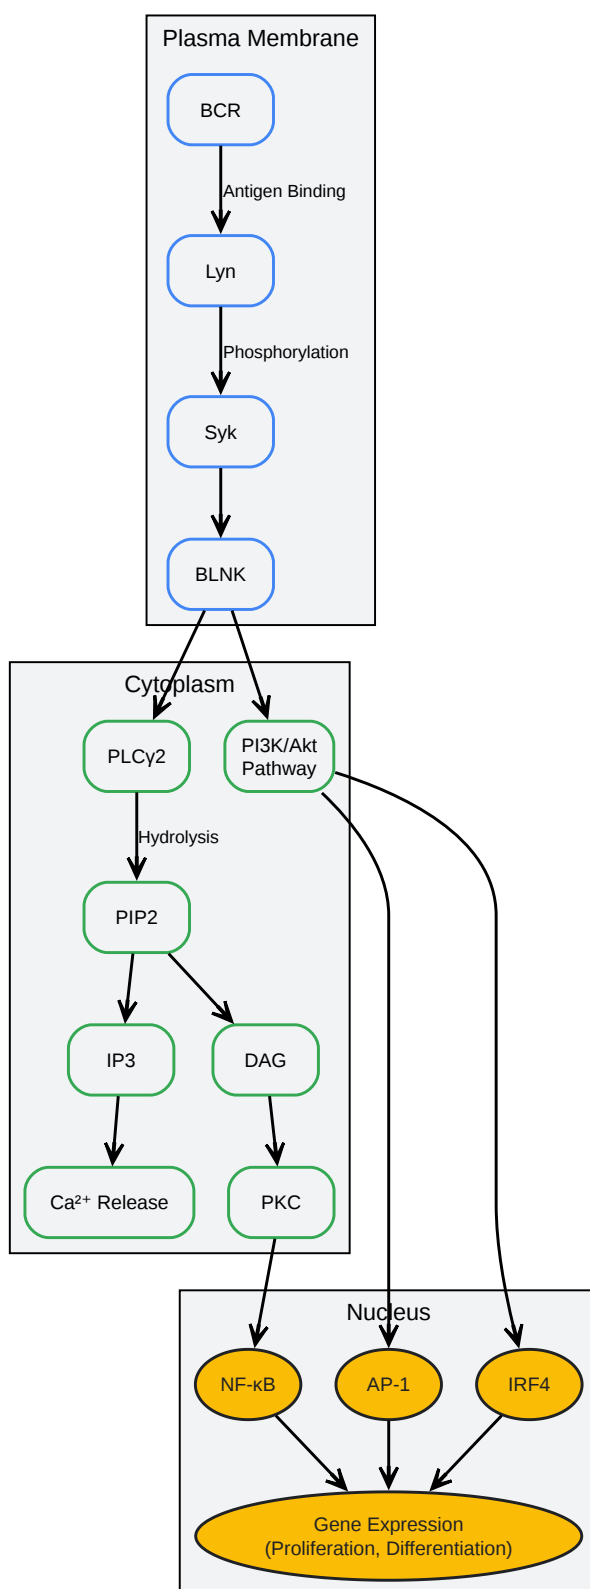 Plasma Membrane
BCR
Antigen Binding
Lyn
Phosphorylation
Syk
BLNK
Cytoplasm
PLCγ2
PI3K/Akt
Pathway
Hydrolysis
PIP2
IP3
DAG
Ca²⁺ Release
PKC
Nucleus
NF-κB
AP-1
IRF4
Gene Expression
(Proliferation, Differentiation)